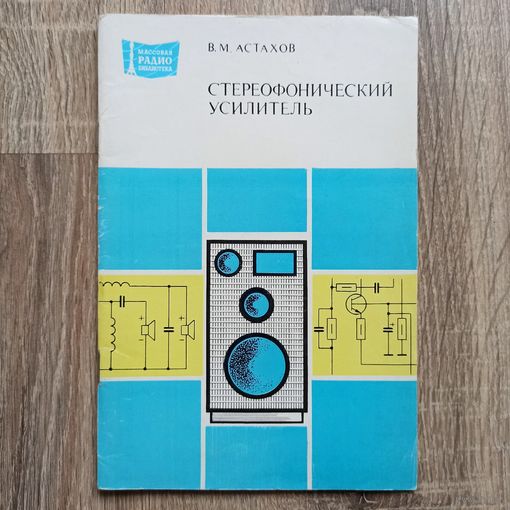 МАССОВАЯ
РАДИО
БИБЛИОТЕКА
В. М. АСТАХОВ
СТЕРЕОФОНИЧЕСКИЙ
УСИЛИТЕЛЬ